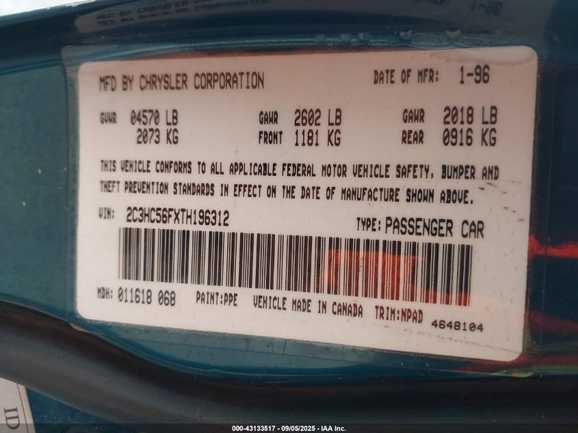 MFD BY CHRYSLER CORPORATION DATE OF MFR: 1-96
GVWR 04570 LB GAWR 2602 LB GAWR 2018 LB
2073 KG FRONT 1181 KG REAR 0916 KG
THIS VEHICLE CONFORMS TO ALL APPLICABLE FEDERAL MOTOR VEHICLE SAFETY, BUMPER AND
THEFT PREVENTION STANDARDS IN EFFECT ON THE DATE OF MANUFACTURE SHOWN ABOVE.
VIN: 2C3HC56FXTH196312 TYPE: PASSENGER CAR
MDH: 011618 068 PAINT: PPE VEHICLE MADE IN CANADA TRIM: NPAD
4648104
ID
000-43133517 - 09/05/2025 - IAA Inc.